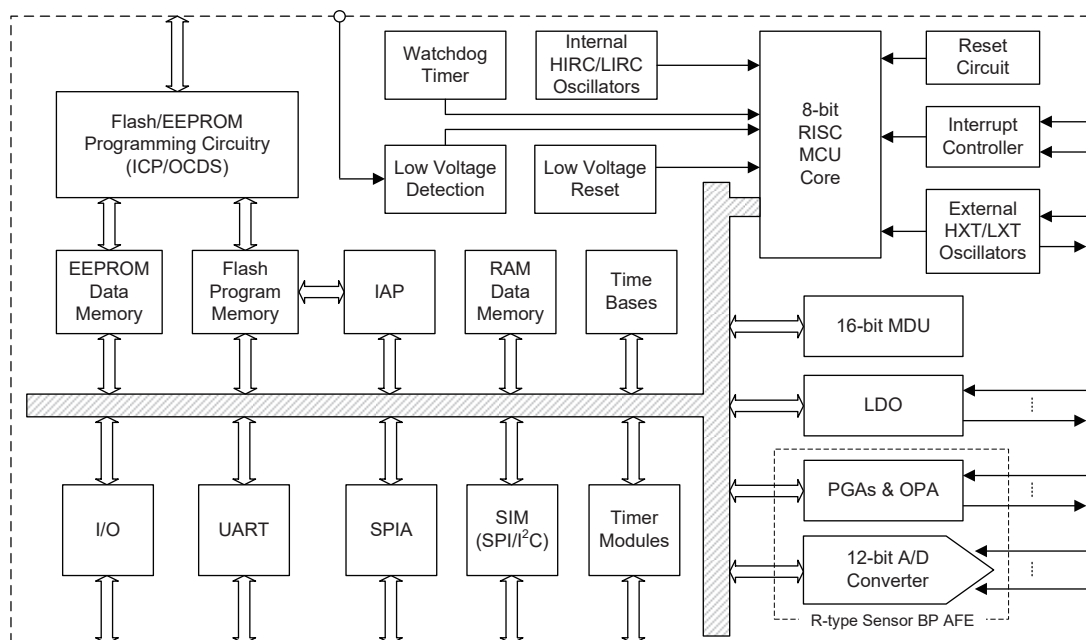 Flash/EEPROM
Programming Circuitry
(ICP/OCDS)
Watchdog
Timer
Internal
HIRC/LIRC
Oscillators
Low Voltage
Detection
Low Voltage
Reset
8-bit
RISC
MCU
Core
Reset
Circuit
Interrupt
Controller
External
HXT/LXT
Oscillators
EEPROM
Data
Memory
Flash
Program
Memory
IAP
RAM
Data
Memory
Time
Bases
16-bit MDU
LDO
PGAs & OPA
12-bit A/D
Converter
R-type Sensor BP AFE
I/O
UART
SPIA
SIM
(SPI/I²C)
Timer
Modules